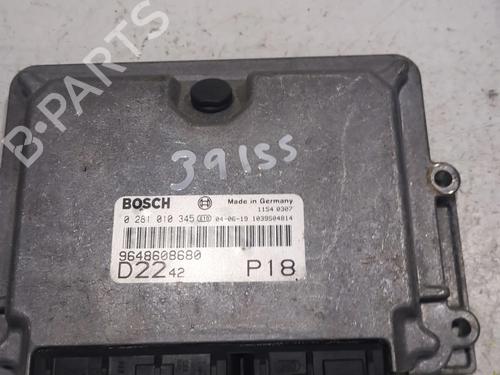 B-PARTS
39155
BOSCH
Made in Germany
1154 0307
0 281 010 345 04-06-19 1039S04814
9648608680
D22 42 P18